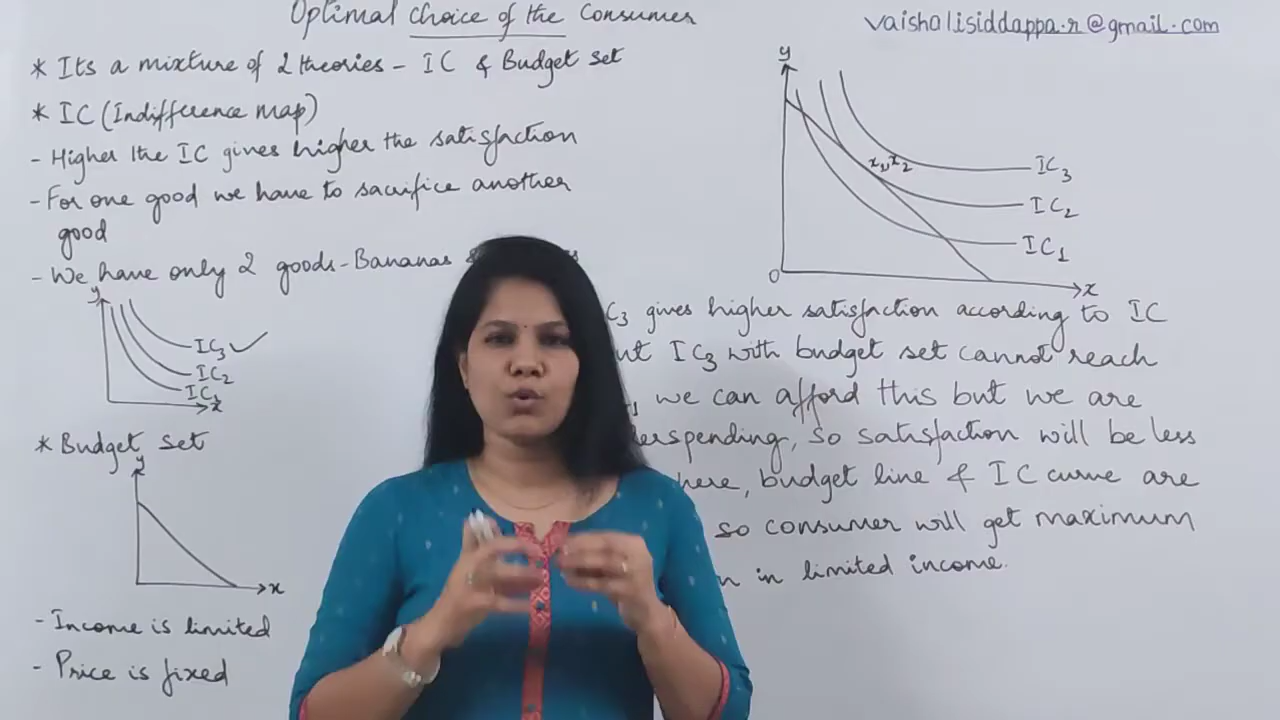 Optimal choice of the Consumer
vaishalisiddappa.r@gmail.com
* Its a mixture of 2 theories - IC & Budget set
* IC (Indifference map)
- Higher the IC gives higher the satisfaction
- For one good we have to sacrifice another
good
- We have only 2 goods - Bananas
y
IC3 ✓
IC2
IC1
x
* Budget set
y
x
- Income is limited
- Price is fixed
y
x1,x2
IC3
IC2
IC1
0
x
gives higher satisfaction according to IC
IC3 with budget set cannot reach
we can afford this but we are
so satisfaction will be less
here, budget line & IC curve are
so consumer will get maximum
in limited income.